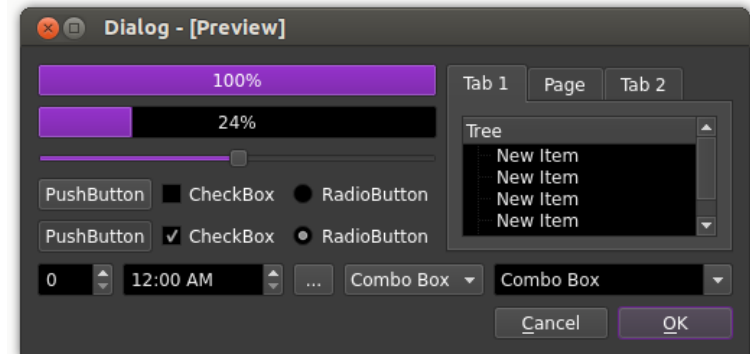 Dialog - [Preview]
100%
24%
PushButton CheckBox RadioButton
PushButton CheckBox RadioButton
Tab 1 Page Tab 2
Tree
New Item
New Item
New Item
New Item
0 12:00 AM ... Combo Box Combo Box
Cancel OK